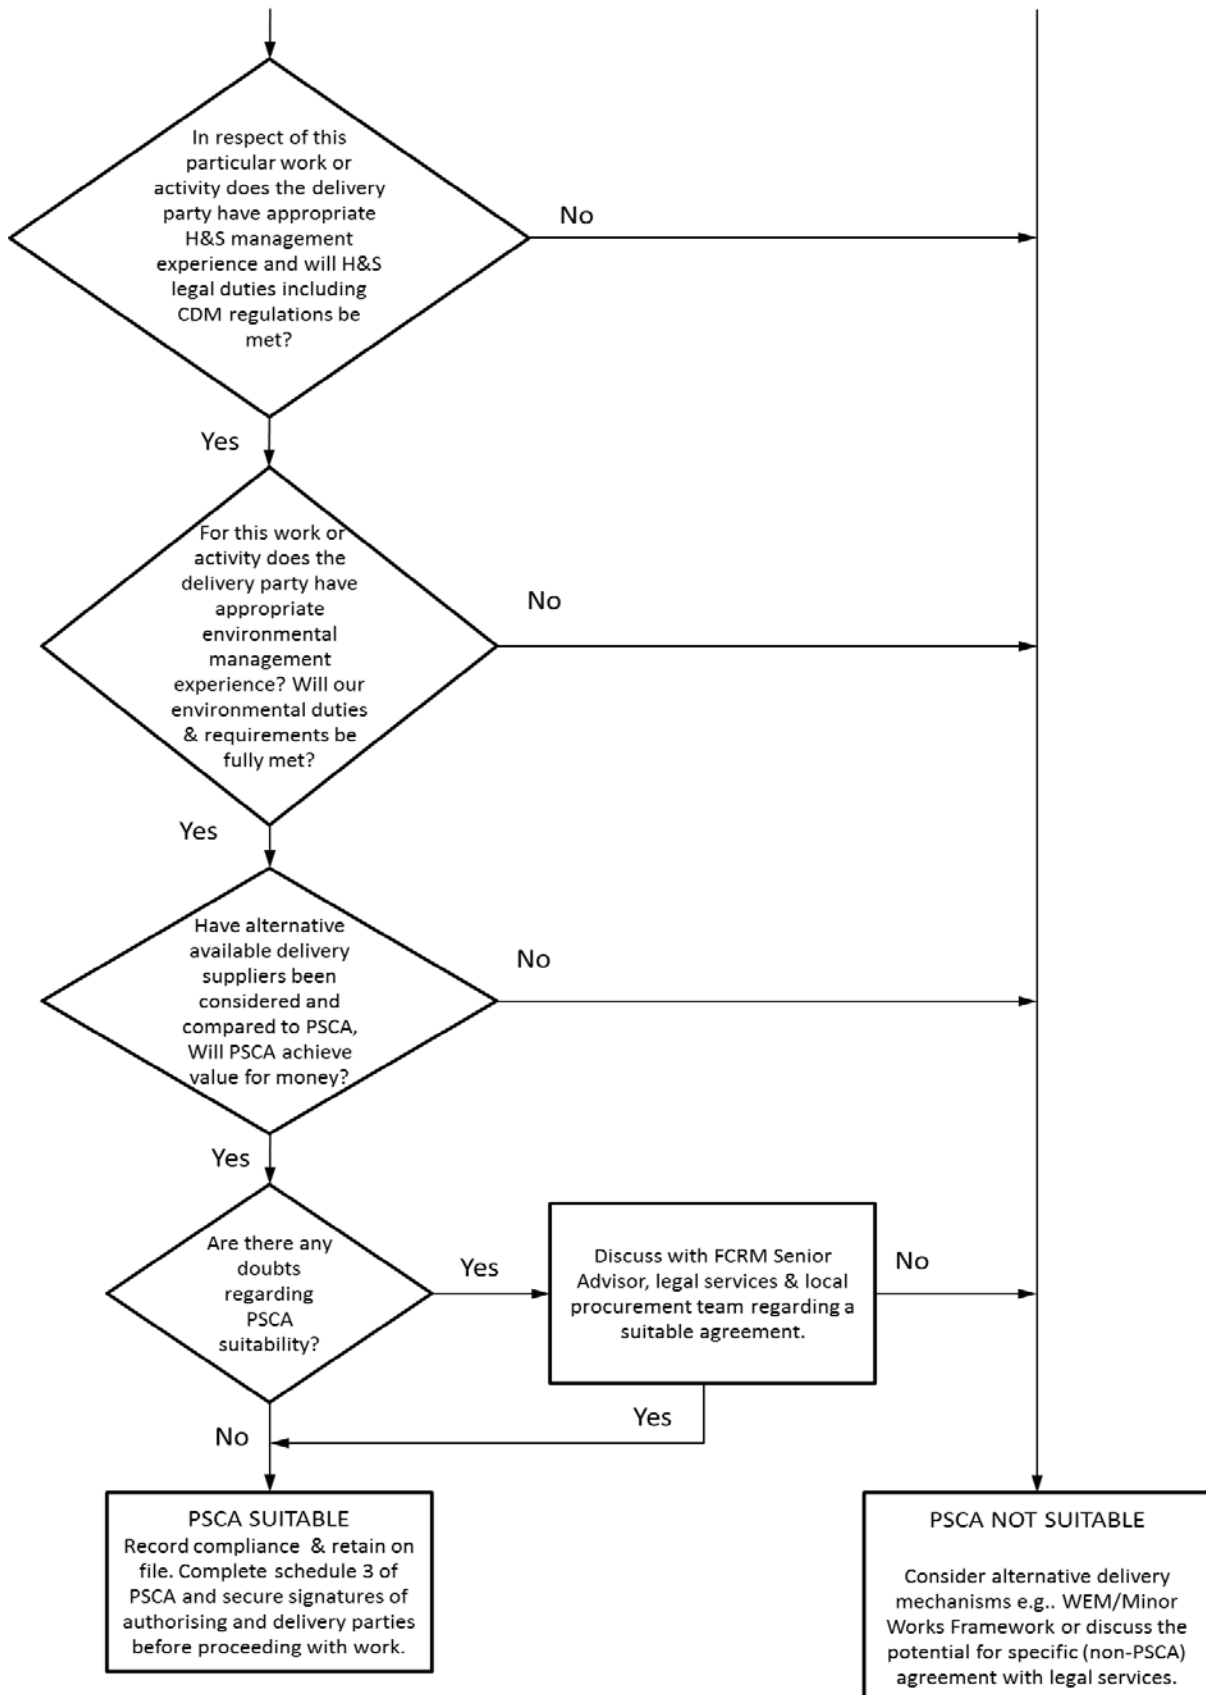 In respect of this
particular work or
activity does the delivery
party have appropriate
H&S management
experience and will H&S
legal duties including
CDM regulations be
met?
No
Yes
For this work or
activity does the
delivery party have
appropriate
environmental
management
experience? Will our
environmental duties
& requirements be
fully met?
No
Yes
Have alternative
available delivery
suppliers been
considered and
compared to PSCA,
Will PSCA achieve
value for money?
No
Yes
Are there any
doubts
regarding
PSCA
suitability?
Yes
Discuss with FCRM Senior
Advisor, legal services & local
procurement team regarding a
suitable agreement.
No
Yes
No
PSCA SUITABLE
Record compliance & retain on
file. Complete schedule 3 of
PSCA and secure signatures of
authorising and delivery parties
before proceeding with work.
PSCA NOT SUITABLE
Consider alternative delivery
mechanisms e.g.. WEM/Minor
Works Framework or discuss the
potential for specific (non-PSCA)
agreement with legal services.